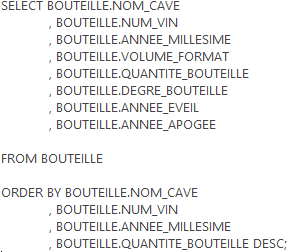 SELECT BOUTEILLE.NOM_CAVE
, BOUTEILLE.NUM_VIN
, BOUTEILLE.ANNEE_MILLESIME
, BOUTEILLE.VOLUME_FORMAT
, BOUTEILLE.QUANTITE_BOUTEILLE
, BOUTEILLE.DEGRE_BOUTEILLE
, BOUTEILLE.ANNEE_EVEIL
, BOUTEILLE.ANNEE_APOGEE
FROM BOUTEILLE
ORDER BY BOUTEILLE.NOM_CAVE
, BOUTEILLE.NUM_VIN
, BOUTEILLE.ANNEE_MILLESIME
, BOUTEILLE.QUANTITE_BOUTEILLE DESC;